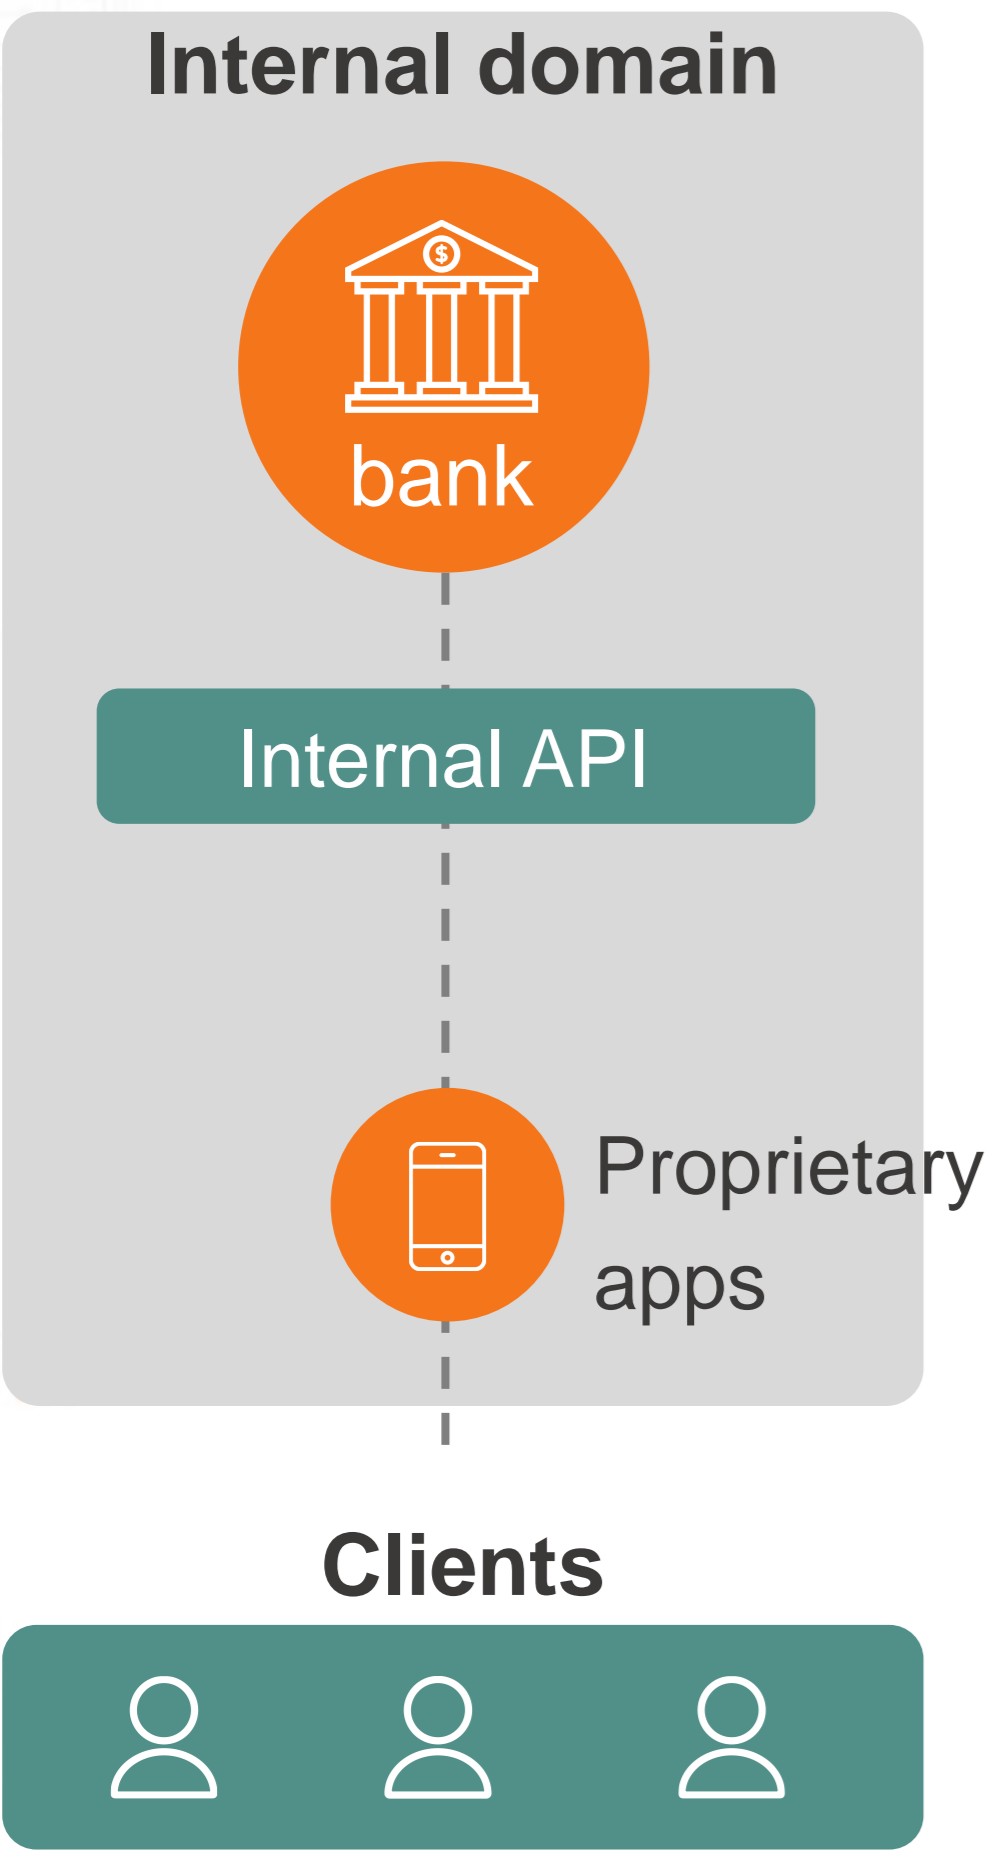 Internal domain
$
bank
Internal API
Proprietary
apps
Clients